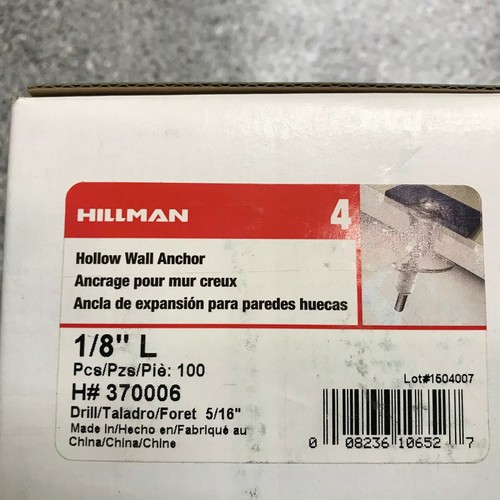 HILLMAN 4
Hollow Wall Anchor
Ancrage pour mur creux
Ancla de expansión para paredes huecas
1/8" L
Pcs/Pzs/Piè: 100
H# 370006
Drill/Taladro/Foret 5/16"
Made in/Hecho en/Fabriqué au
China/China/Chine
Lot#1504007
0 08236 10652 7